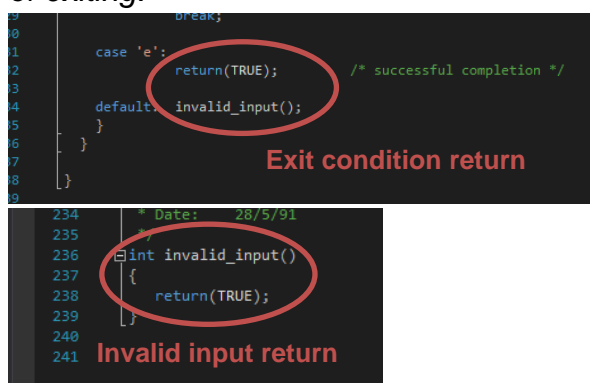 break;
case 'e':
return(TRUE); /* successful completion */
default: invalid_input();
}
}
Exit condition return
}
234 * Date: 28/5/91
235 */
236 int invalid_input()
237 {
238 return(TRUE);
239 }
240
241 Invalid input return